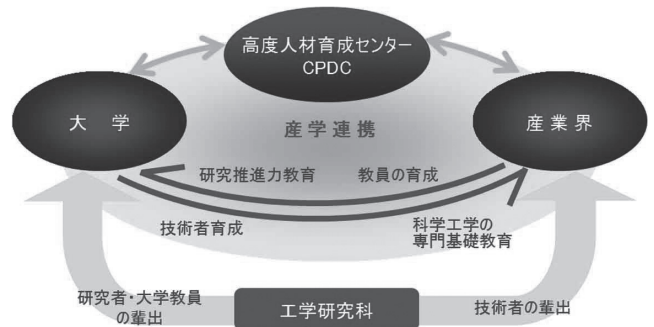 高度人材育成センター
CPDC
大 学
産業界
産学連携
研究推進力教育
教員の育成
技術者育成
科学工学の
専門基礎教育
研究者・大学教員
の輩出
工学研究科
技術者の輩出